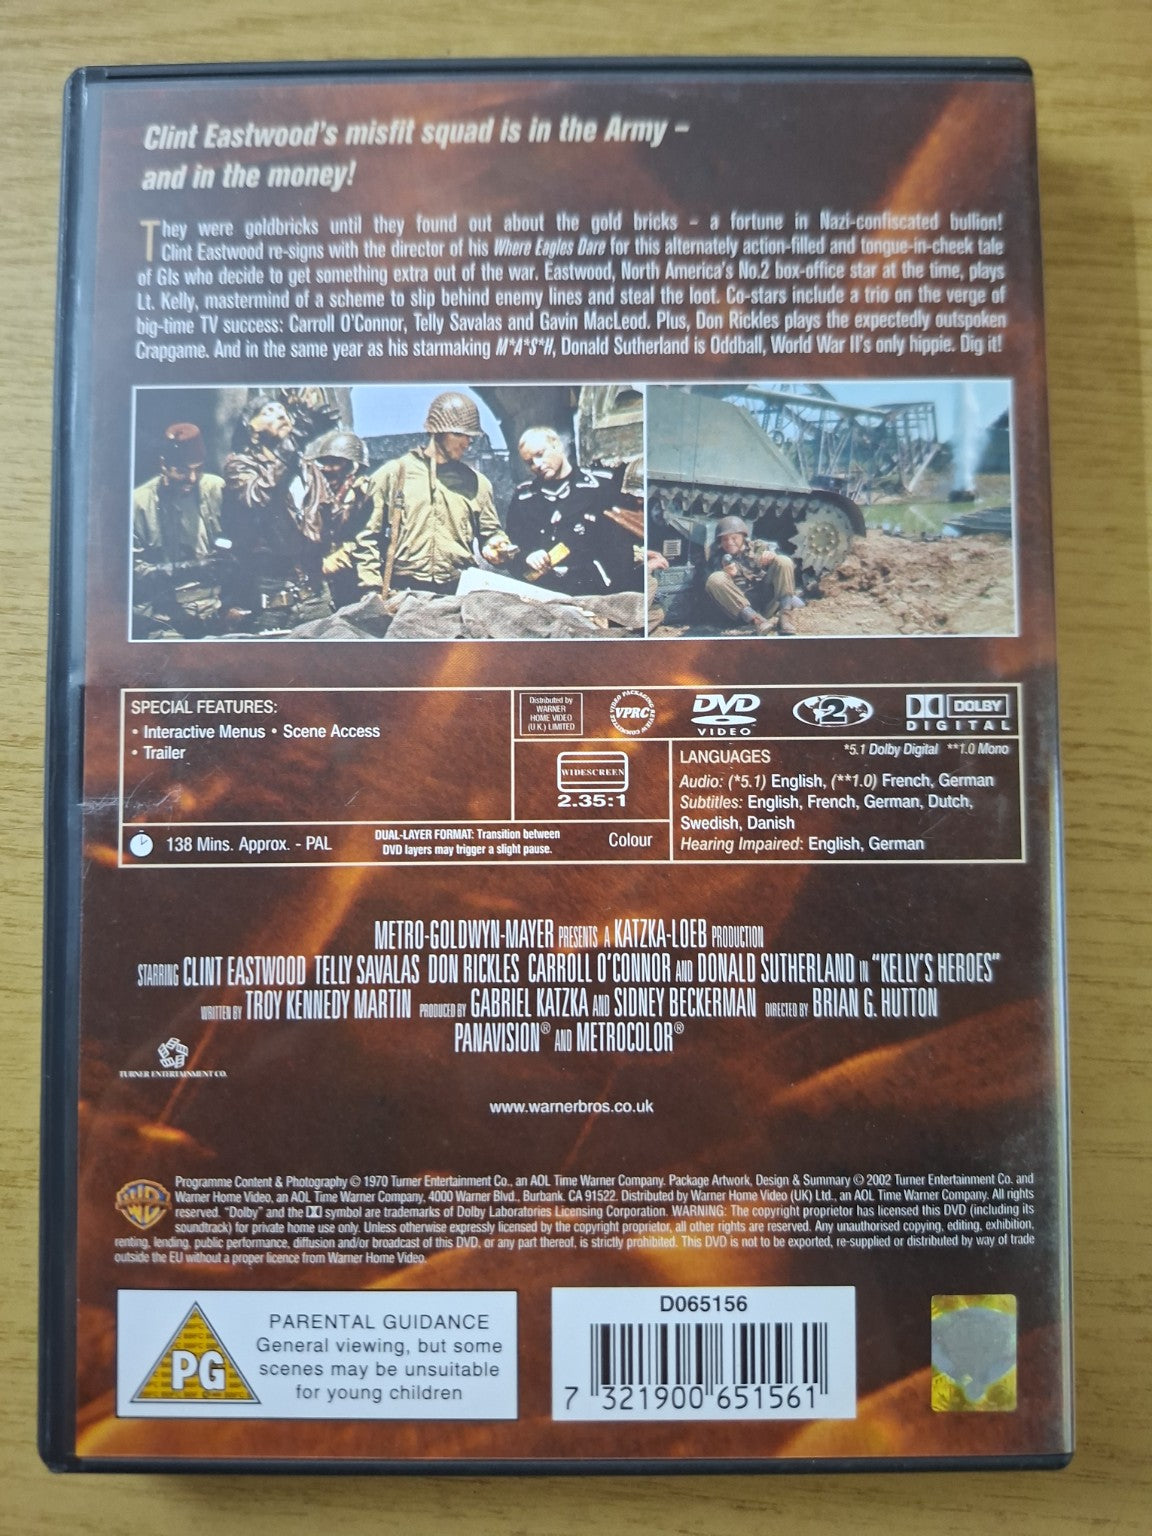 Clint Eastwood's misfit squad is in the Army –
and in the money!
They were goldbricks until they found out about the gold bricks – a fortune in Nazi-confiscated bullion!
Clint Eastwood re-signs with the director of his Where Eagles Dare for this alternately action-filled and tongue-in-cheek tale
of GIs who decide to get something extra out of the war. Eastwood, North America's No.2 box-office star at the time, plays
Lt. Kelly, mastermind of a scheme to slip behind enemy lines and steal the loot. Co-stars include a trio on the verge of
big-time TV success: Carroll O'Connor, Telly Savalas and Gavin MacLeod. Plus, Don Rickles plays the expectedly outspoken
Crapgame. And in the same year as his starmaking M*A*S*H, Donald Sutherland is Oddball, World War II's only hippie. Dig it!
SPECIAL FEATURES:
• Interactive Menus • Scene Access
• Trailer
138 Mins. Approx. - PAL
DUAL-LAYER FORMAT: Transition between
DVD layers may trigger a slight pause.
Colour
Distributed by
WARNER
HOME VIDEO
(U.K.) LIMITED
VIDEO PACKAGING REVIEW COMMITTEE
VPRC
DVD
VIDEO
2
DOLBY
DIGITAL
WIDESCREEN
2.35:1
LANGUAGES
*5.1 Dolby Digital **1.0 Mono
Audio: (*5.1) English, (**1.0) French, German
Subtitles: English, French, German, Dutch,
Swedish, Danish
Hearing Impaired: English, German
METRO-GOLDWYN-MAYER PRESENTS A KATZKA-LOEB PRODUCTION
STARRING CLINT EASTWOOD TELLY SAVALAS DON RICKLES CARROLL O'CONNOR AND DONALD SUTHERLAND IN "KELLY'S HEROES"
WRITTEN BY TROY KENNEDY MARTIN PRODUCED BY GABRIEL KATZKA AND SIDNEY BECKERMAN DIRECTED BY BRIAN G. HUTTON
PANAVISION® AND METROCOLOR®
TURNER ENTERTAINMENT CO.
www.warnerbros.co.uk
WB
Programme Content & Photography © 1970 Turner Entertainment Co., an AOL Time Warner Company. Package Artwork, Design & Summary © 2002 Turner Entertainment Co. and
Warner Home Video, an AOL Time Warner Company, 4000 Warner Blvd., Burbank. CA 91522. Distributed by Warner Home Video (UK) Ltd., an AOL Time Warner Company. All rights
reserved. "Dolby" and the DD symbol are trademarks of Dolby Laboratories Licensing Corporation. WARNING: The copyright proprietor has licensed this DVD (including its
soundtrack) for private home use only. Unless otherwise expressly licensed by the copyright proprietor, all other rights are reserved. Any unauthorised copying, editing, exhibition,
renting, lending, public performance, diffusion and/or broadcast of this DVD, or any part thereof, is strictly prohibited. This DVD is not to be exported, re-supplied or distributed by way of trade
outside the EU without a proper licence from Warner Home Video.
PG
PARENTAL GUIDANCE
General viewing, but some
scenes may be unsuitable
for young children
D065156
7 321900 651561